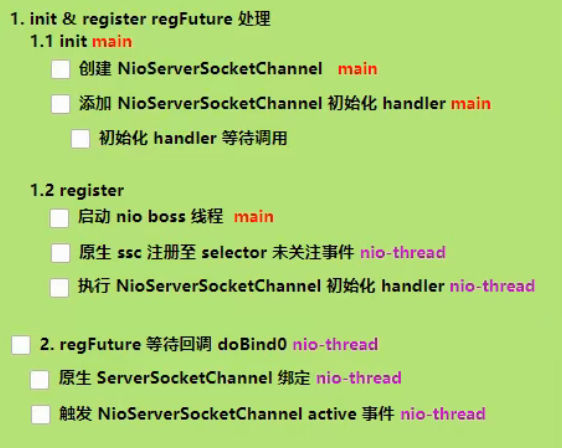 1. init & register regFuture 处理
1.1 init main
创建 NioServerSocketChannel main
添加 NioServerSocketChannel 初始化 handler main
初始化 handler 等待调用
1.2 register
启动 nio boss 线程 main
原生 ssc 注册至 selector 未关注事件 nio-thread
执行 NioServerSocketChannel 初始化 handler nio-thread
2. regFuture 等待回调 doBind0 nio-thread
原生 ServerSocketChannel 绑定 nio-thread
触发 NioServerSocketChannel active 事件 nio-thread